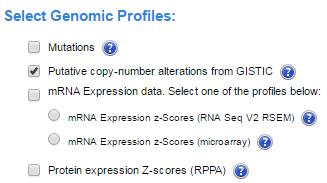 Select Genomic Profiles:
Mutations ?
Putative copy-number alterations from GISTIC ?
mRNA Expression data. Select one of the profiles below:
mRNA Expression z-Scores (RNA Seq V2 RSEM) ?
mRNA Expression z-Scores (microarray) ?
Protein expression Z-scores (RPPA) ?